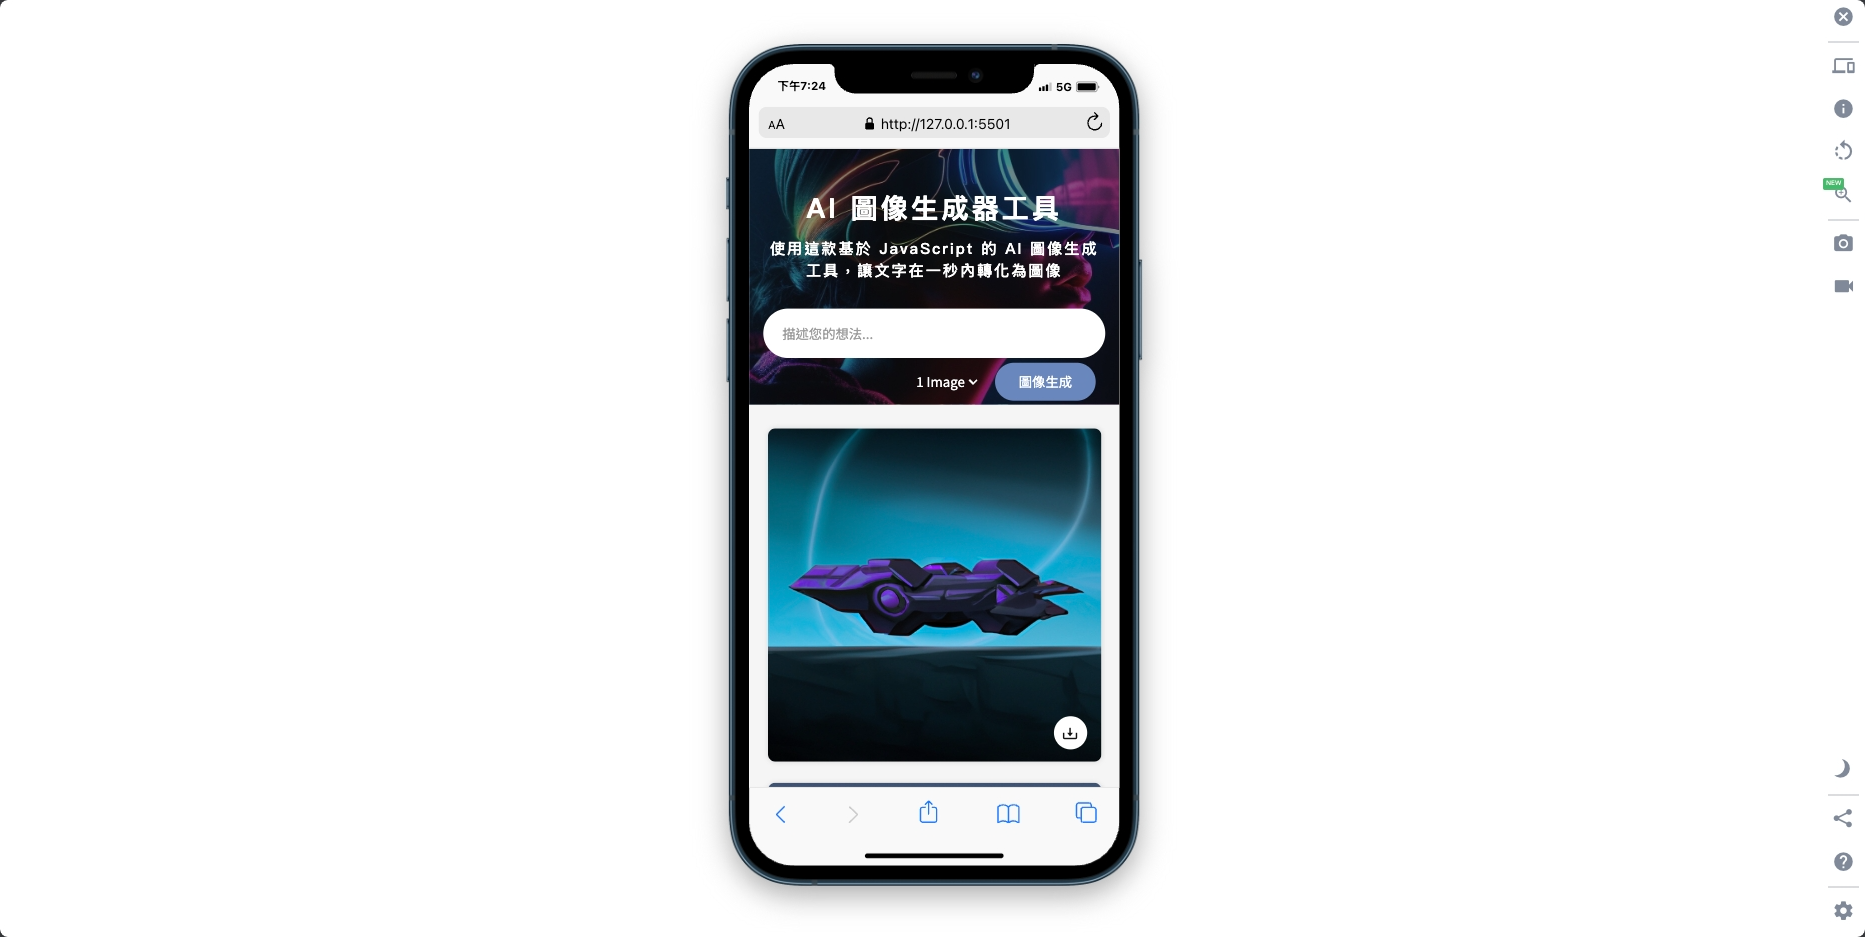 下午7:24
5G
AA
http://127.0.0.1:5501
AI 圖像生成器工具
使用這款基於 JavaScript 的 AI 圖像生成
工具，讓文字在一秒內轉化為圖像
描述您的想法...
1 Image
圖像生成
NEW